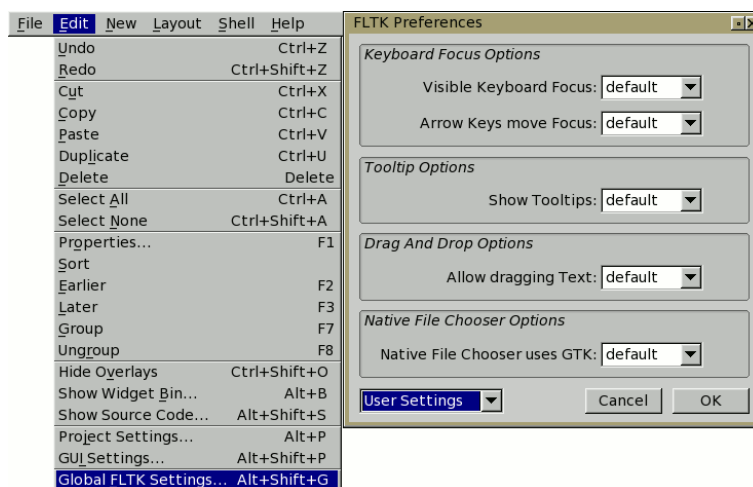 File Edit New Layout Shell Help
Undo Ctrl+Z
Redo Ctrl+Shift+Z
Cut Ctrl+X
Copy Ctrl+C
Paste Ctrl+V
Duplicate Ctrl+U
Delete Delete
Select All Ctrl+A
Select None Ctrl+Shift+A
Properties... F1
Sort
Earlier F2
Later F3
Group F7
Ungroup F8
Hide Overlays Ctrl+Shift+O
Show Widget Bin... Alt+B
Show Source Code... Alt+Shift+S
Project Settings... Alt+P
GUI Settings... Alt+Shift+P
Global FLTK Settings... Alt+Shift+G
FLTK Preferences
Keyboard Focus Options
Visible Keyboard Focus: default
Arrow Keys move Focus: default
Tooltip Options
Show Tooltips: default
Drag And Drop Options
Allow dragging Text: default
Native File Chooser Options
Native File Chooser uses GTK: default
User Settings Cancel OK